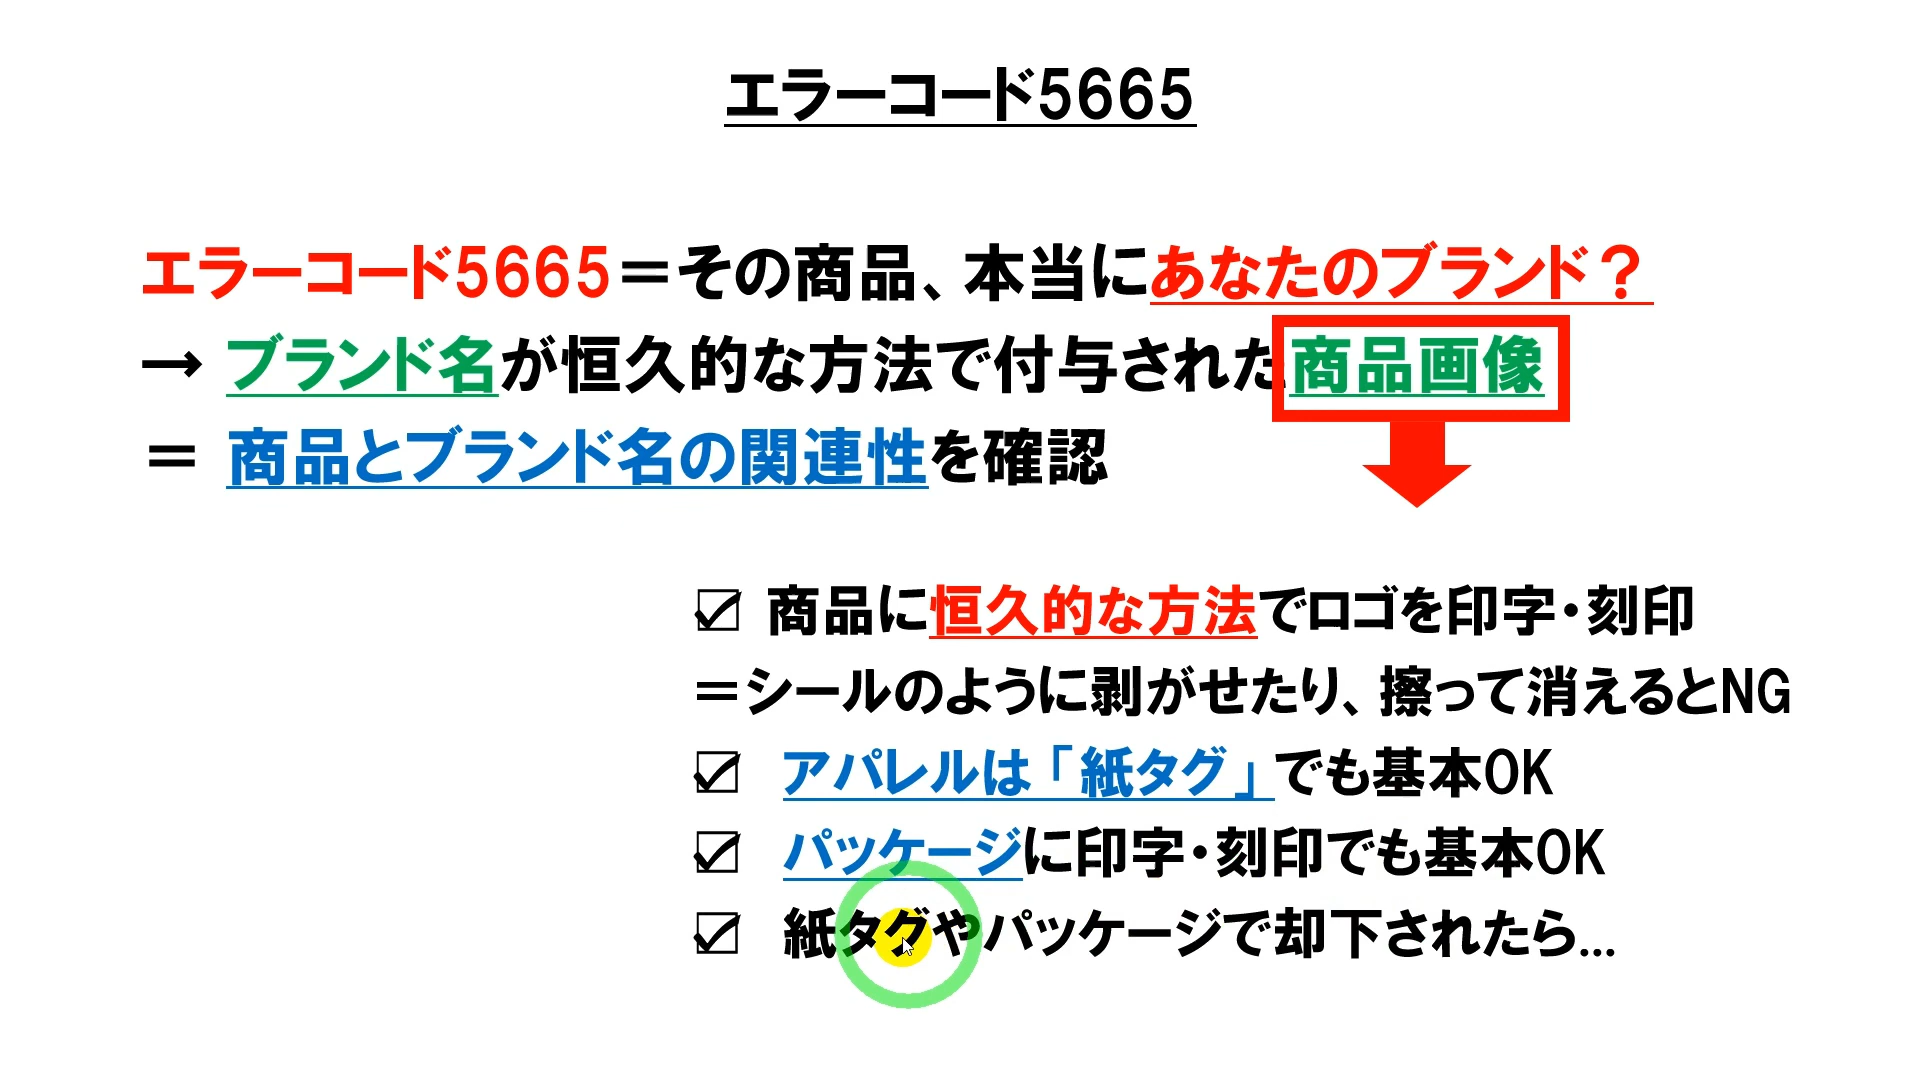 エラーコード5665
エラーコード5665＝その商品、本当にあなたのブランド？
→ ブランド名が恒久的な方法で付与された商品画像
＝ 商品とブランド名の関連性を確認
☑ 商品に恒久的な方法でロゴを印字・刻印
＝シールのように剥がせたり、擦って消えるとNG
☑ アパレルは「紙タグ」でも基本OK
☑ パッケージに印字・刻印でも基本OK
☑ 紙タグやパッケージで却下されたら...